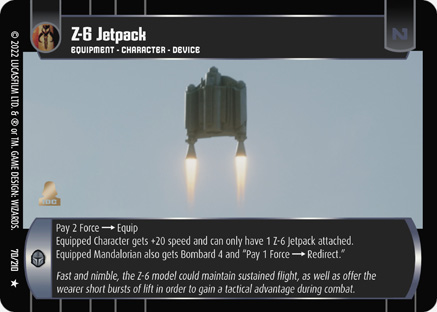 Z-6 Jetpack
EQUIPMENT - CHARACTER - DEVICE
N
Pay 2 Force → Equip
Equipped Character gets +20 speed and can only have 1 Z-6 Jetpack attached.
Equipped Mandalorian also gets Bombard 4 and “Pay 1 Force → Redirect.”
Fast and nimble, the Z-6 model could maintain sustained flight, as well as offer the
wearer short bursts of lift in order to gain a tactical advantage during combat.
© 2022 LUCASFILM LTD. & ® or TM. GAME DESIGN: WIZARDS.
70/210 ★